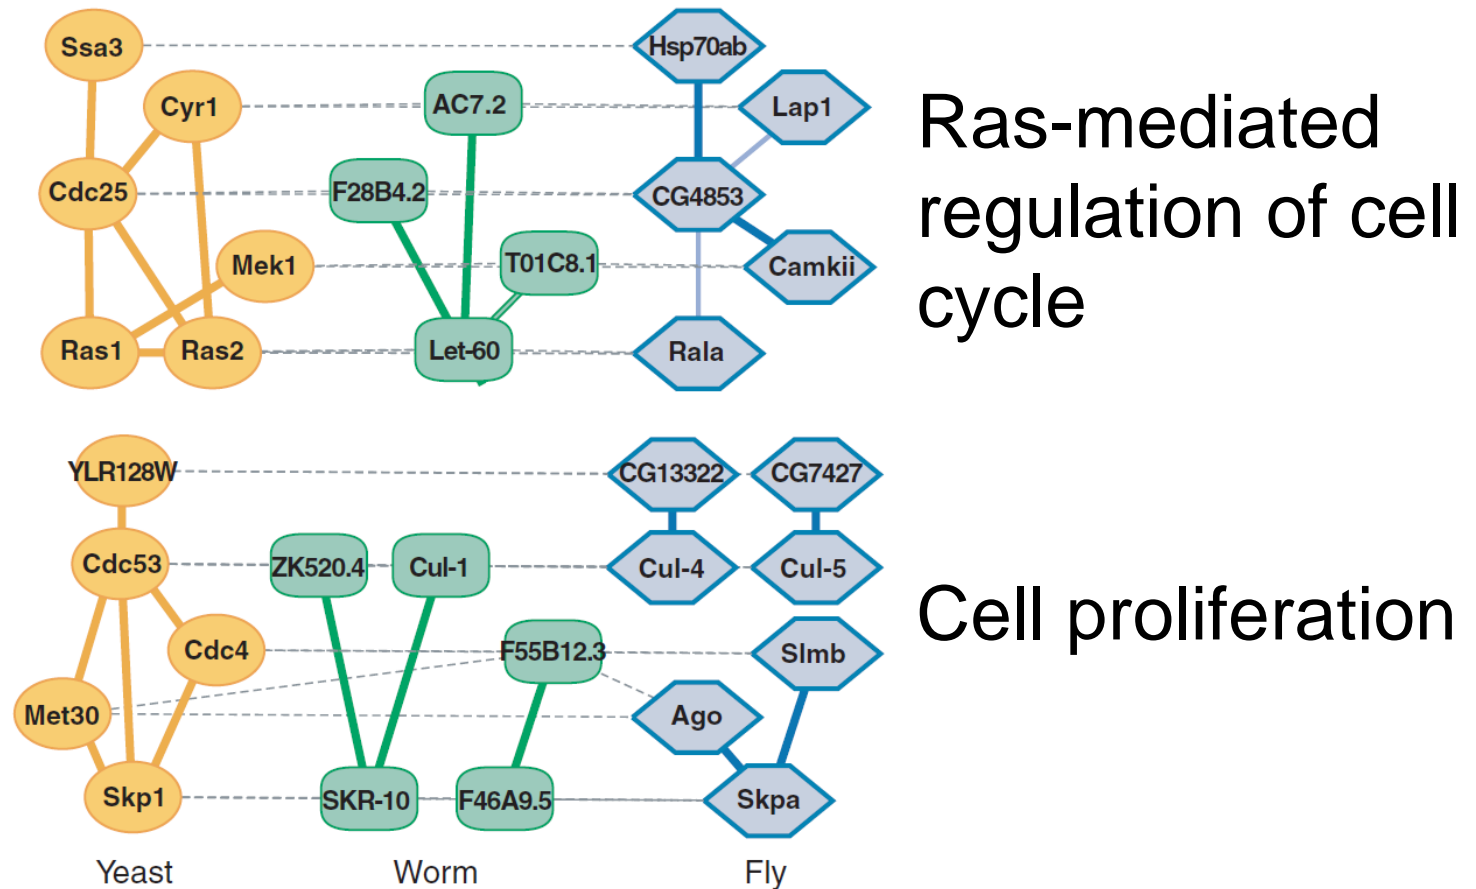 Ssa3
Hsp70ab
Cyr1
AC7.2
Lap1
Cdc25
F28B4.2
CG4853
Mek1
T01C8.1
Camkii
Ras1
Ras2
Let-60
Rala
Ras-mediated
regulation of cell
cycle
YLR128W
CG13322
CG7427
Cdc53
ZK520.4
Cul-1
Cul-4
Cul-5
Cdc4
F55B12.3
Slmb
Met30
Ago
Skp1
SKR-10
F46A9.5
Skpa
Cell proliferation
Yeast
Worm
Fly